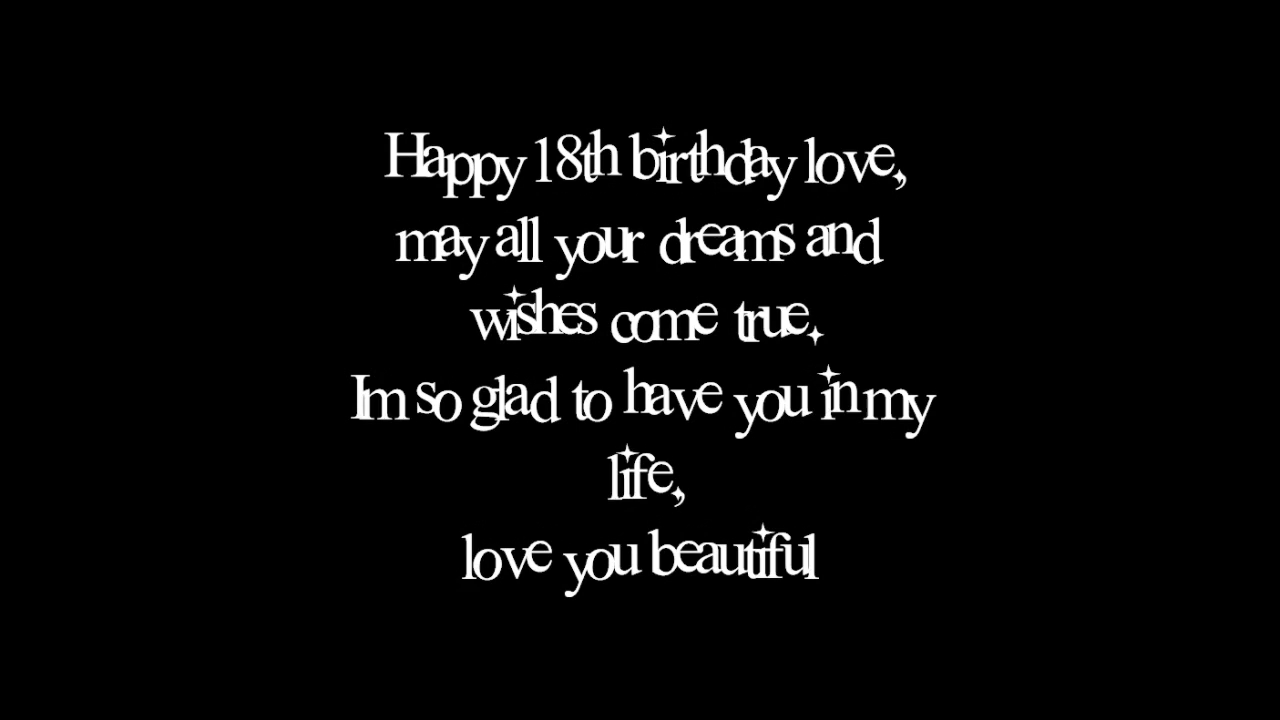 Happy 18th birthday love,
may all your dreams and
wishes come true.
Im so glad to have you in my
life,
love you beautiful